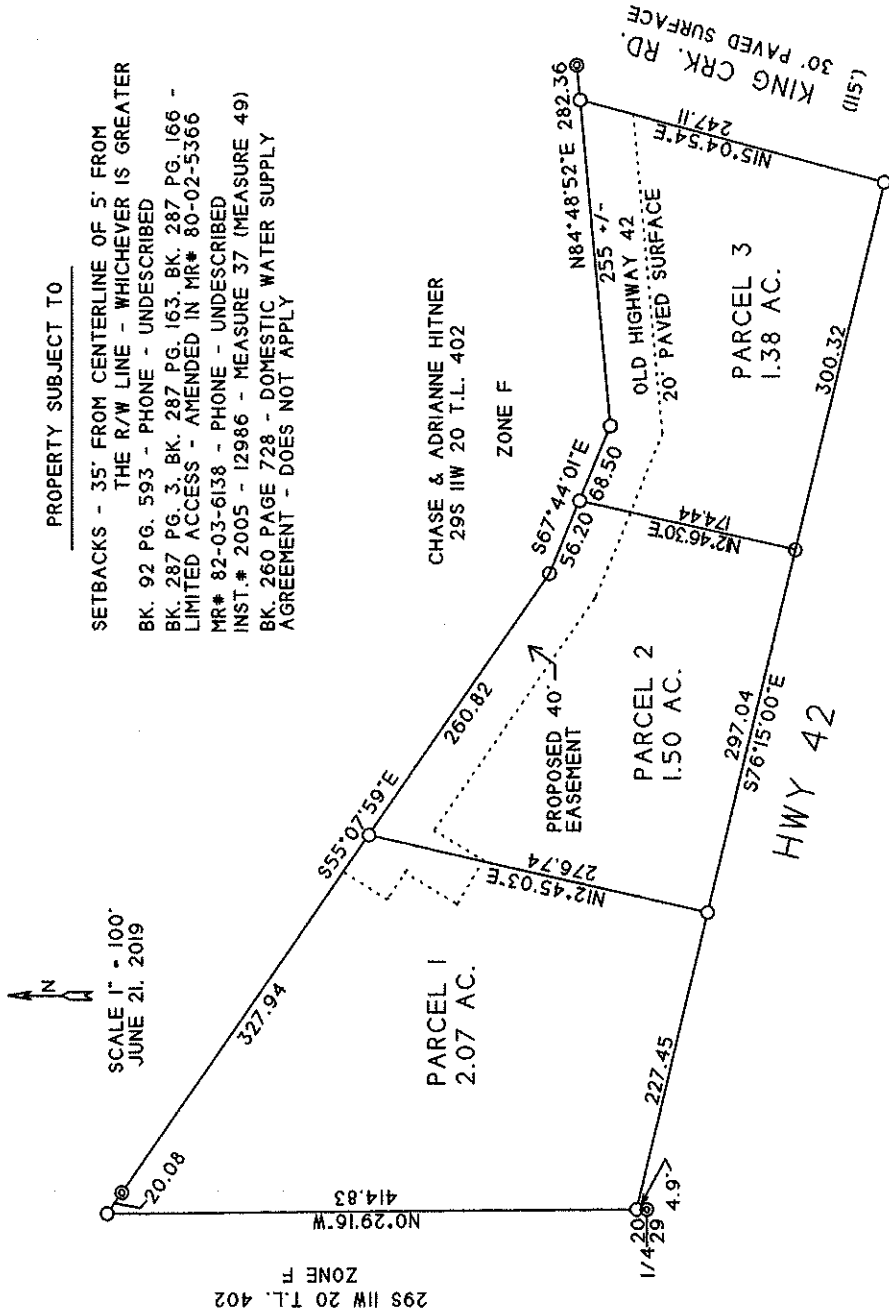 PROPERTY SUBJECT TO
SETBACKS - 35' FROM CENTERLINE OF 5' FROM
THE R/W LINE - WHICHEVER IS GREATER
BK. 92 PG. 593 - PHONE - UNDESCRIBED
BK. 287 PG. 3, BK. 287 PG. 163, BK. 287 PG. 166 -
LIMITED ACCESS - AMENDED IN MR# 80-02-5366
MR# 82-03-6138 - PHONE - UNDESCRIBED
INST.# 2005 - 12986 - MEASURE 37 (MEASURE 49)
BK. 260 PAGE 728 - DOMESTIC WATER SUPPLY
AGREEMENT - DOES NOT APPLY
N
SCALE 1" = 100'
JUNE 21, 2019
CHASE & ADRIANNE HITNER
29S 11W 20 T.L. 402
ZONE F
29S 11W 20 T.L. 402
ZONE F
20.08
327.94
S55°07'59"E
260.82
56.20
S67°44'01"E
68.50
N84°48'52"E 282.36
255 +/-
OLD HIGHWAY 42
20' PAVED SURFACE
N15°04'54"E
247.11
KING CRK. RD.
30' PAVED SURFACE
(115')
N0°29'16"W
414.83
PARCEL 1
2.07 AC.
N12°45'03"E
276.74
PROPOSED 40'
EASEMENT
PARCEL 2
1.50 AC.
N12°46'30"E
174.44
PARCEL 3
1.38 AC.
300.32
297.04
S76°15'00"E
227.45
HWY 42
1/4 20
29
4.9'